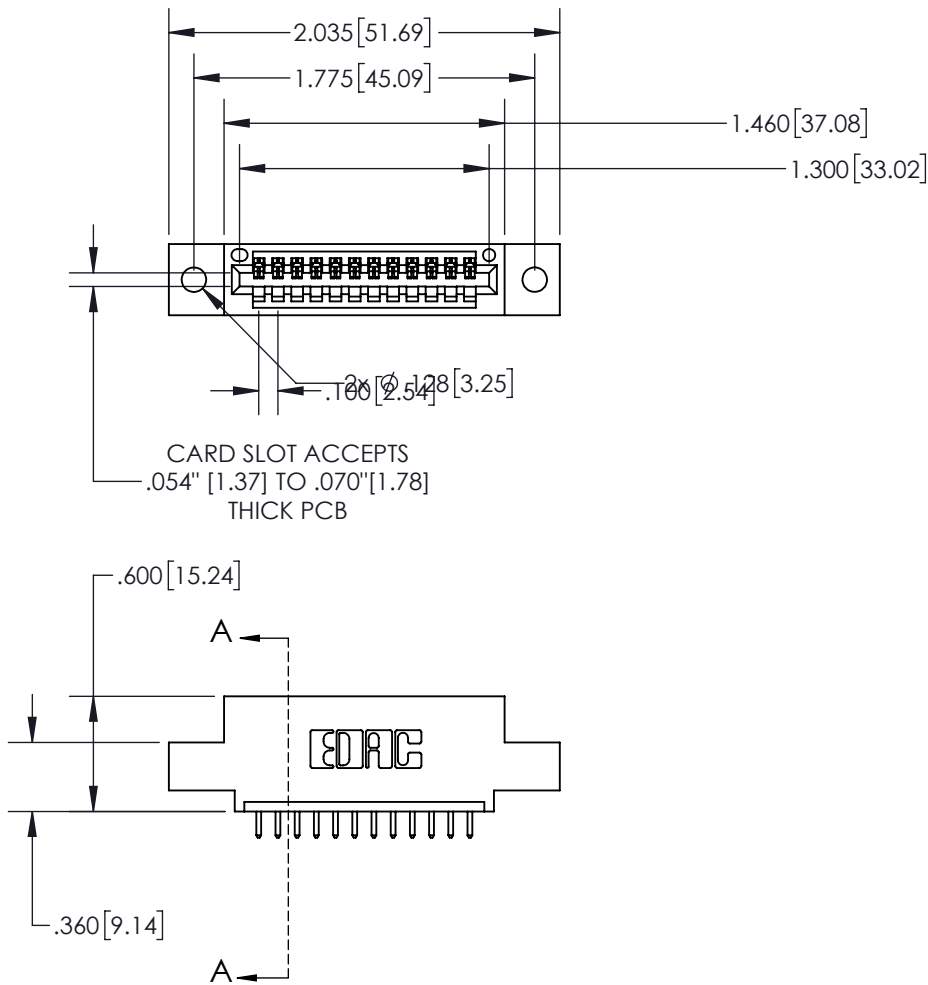 2.035[51.69]
1.775[45.09]
1.460[37.08]
1.300[33.02]
2x Ø .128[3.25]
.100[2.54]
CARD SLOT ACCEPTS
.054" [1.37] TO .070"[1.78]
THICK PCB
.600[15.24]
A
EDAC
.360[9.14]
A